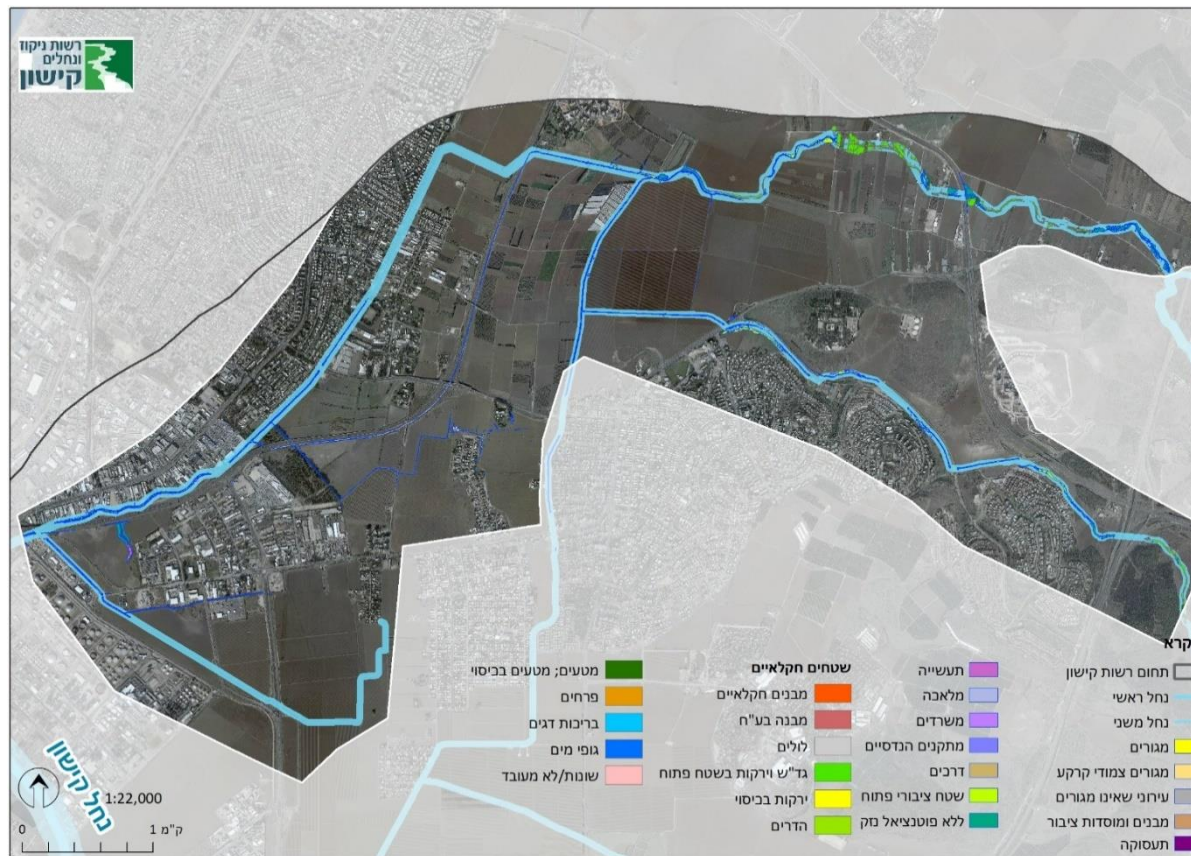 רשות ניקוז
ונחלים
קישון
קרא
תחום רשות קישון
נחל ראשי
נחל משני
מגורים
מגורים צמודי קרקע
עירוני שאינו מגורים
מבנים ומוסדות ציבור
תעסוקה
תעשייה
מלאכה
משרדים
מתקנים הנדסיים
דרכים
שטח ציבורי פתוח
ללא פוטנציאל נזק
שטחים חקלאיים
מבנים חקלאיים
מבנה בע"ח
לולים
גד"ש וירקות בשטח פתוח
ירקות בכיסוי
הדרים
מטעים; מטעים בכיסוי
פרחים
בריכות דגים
גופי מים
שונות/לא מעובד
נחל קישון
1:22,000
0 1 ק"מ